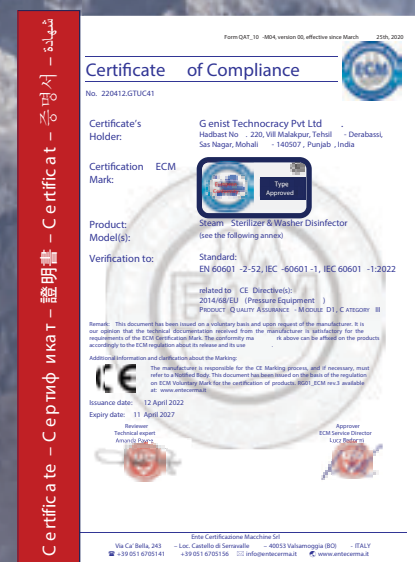 Form QAT_10 -M04, version 00, effective since March 25th, 2020
Certificate of Compliance
ECM
No. 220412.GTUC41
Certificate's Holder:
Genist Technocracy Pvt Ltd .
Hadbast No . 220, Vill Malakpur, Tehsil - Derabassi,
Sas Nagar, Mohali - 140507 , Punjab , India
Certification ECM
Mark:
Type
Approved
Product:
Steam Sterilizer & Washer Disinfector
Model(s):
(see the following annex)
Verification to:
Standard:
EN 60601 -2-52, IEC -60601 -1, IEC 60601 -1:2022
related to CE Directive(s):
2014/68/EU (Pressure Equipment )
PRODUCT QUALITY ASSURANCE - MODULE D1, CATEGORY III
Remark: This document has been issued on a voluntary basis and upon request of the manufacturer. It is
our opinion that the technical documentation received from the manufacturer is satisfactory for the
requirements of the ECM Certification Mark. The conformity ma rk above can be affixed on the products
accordingly to the ECM regulation about its release and its use .
Additional information and clarification about the Marking:
CE
The manufacturer is responsible for the CE Marking process, and if necessary, must
refer to a Notified Body. This document has been issued on the basis of the regulation
on ECM Voluntary Mark for the certification of products. RG01_ECM rev.3 available
at: www.entecerma.it
Issuance date: 12 April 2022
Expiry date: 11 April 2027
Reviewer
Technical expert
Amanda Payne
Approver
ECM Service Director
Luca Bedonni
Ente Certificazione Macchine Srl
Via Ca' Bella, 243 – Loc. Castello di Serravalle – 40053 Valsamoggia (BO) - ITALY
☎ +39 051 6705141 +39 051 6705156 ✉ info@entecerma.it www.entecerma.it
Certificate – Сертификат – 證明書 – Certificat – 증명서 – شهادة